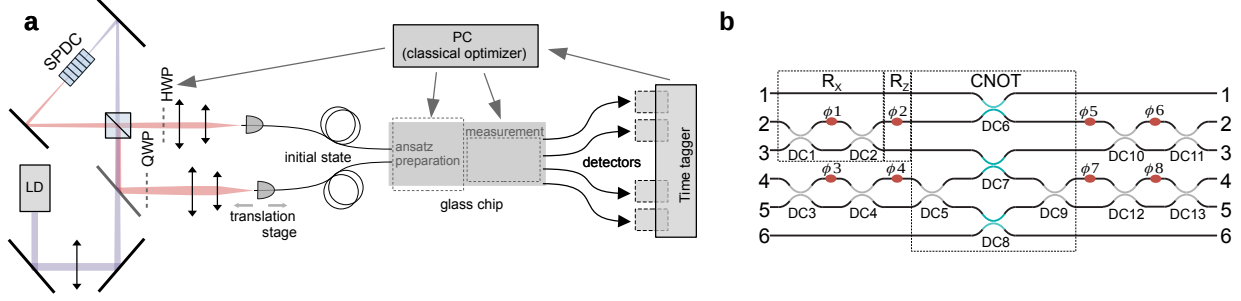 a
SPDC
HWP
QWP
LD
translation
stage
initial state
PC
(classical optimizer)
ansatz
preparation
measurement
glass chip
detectors
Time tagger
b
R_X
R_Z
CNOT
1
2
3
4
5
6
ϕ1
ϕ2
ϕ3
ϕ4
ϕ5
ϕ6
ϕ7
ϕ8
DC1
DC2
DC3
DC4
DC5
DC6
DC7
DC8
DC9
DC10
DC11
DC12
DC13
1
2
3
4
5
6